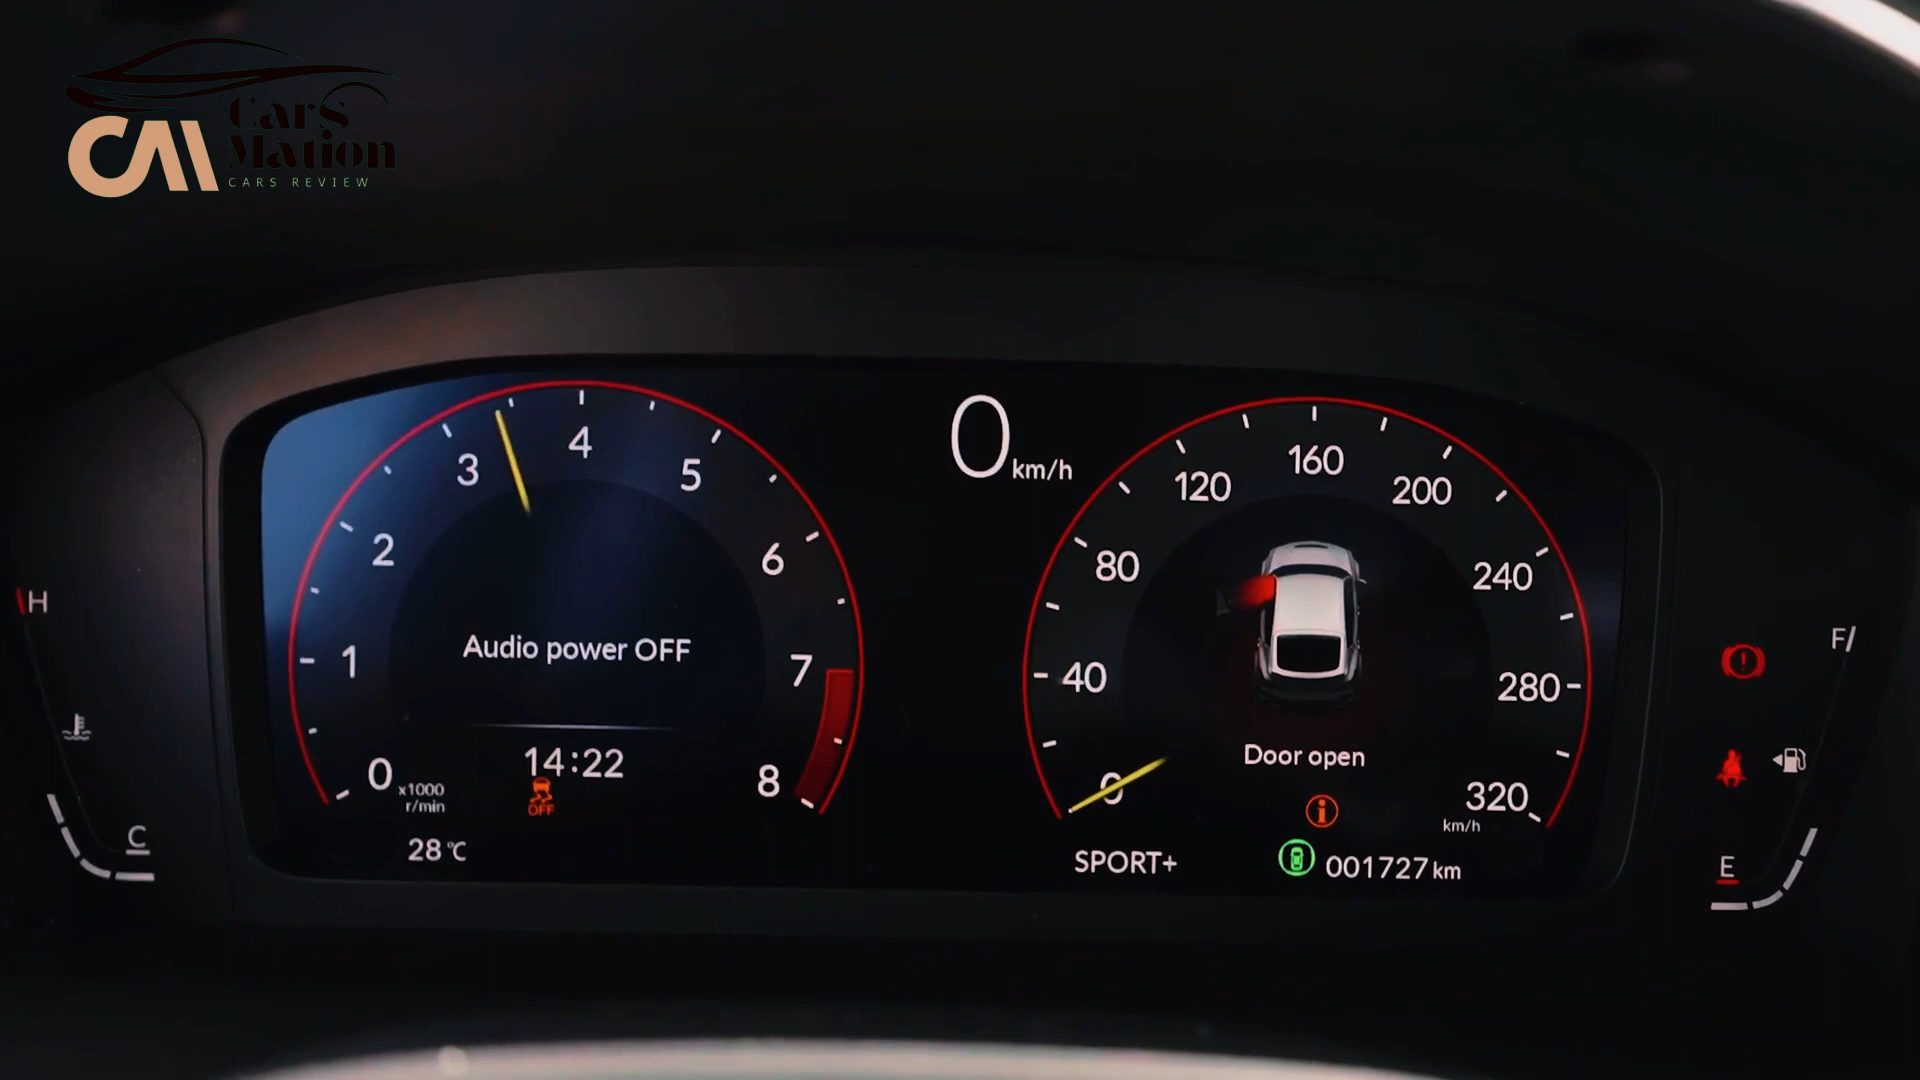 CM
Cars
Mation
CARS REVIEW
0 km/h
0
1
2
3
4
5
6
7
8
x1000
r/min
Audio power OFF
14:22
OFF
28 °C
0
40
80
120
160
200
240
280
320
km/h
Door open
SPORT+
001727 km
H
C
F
E